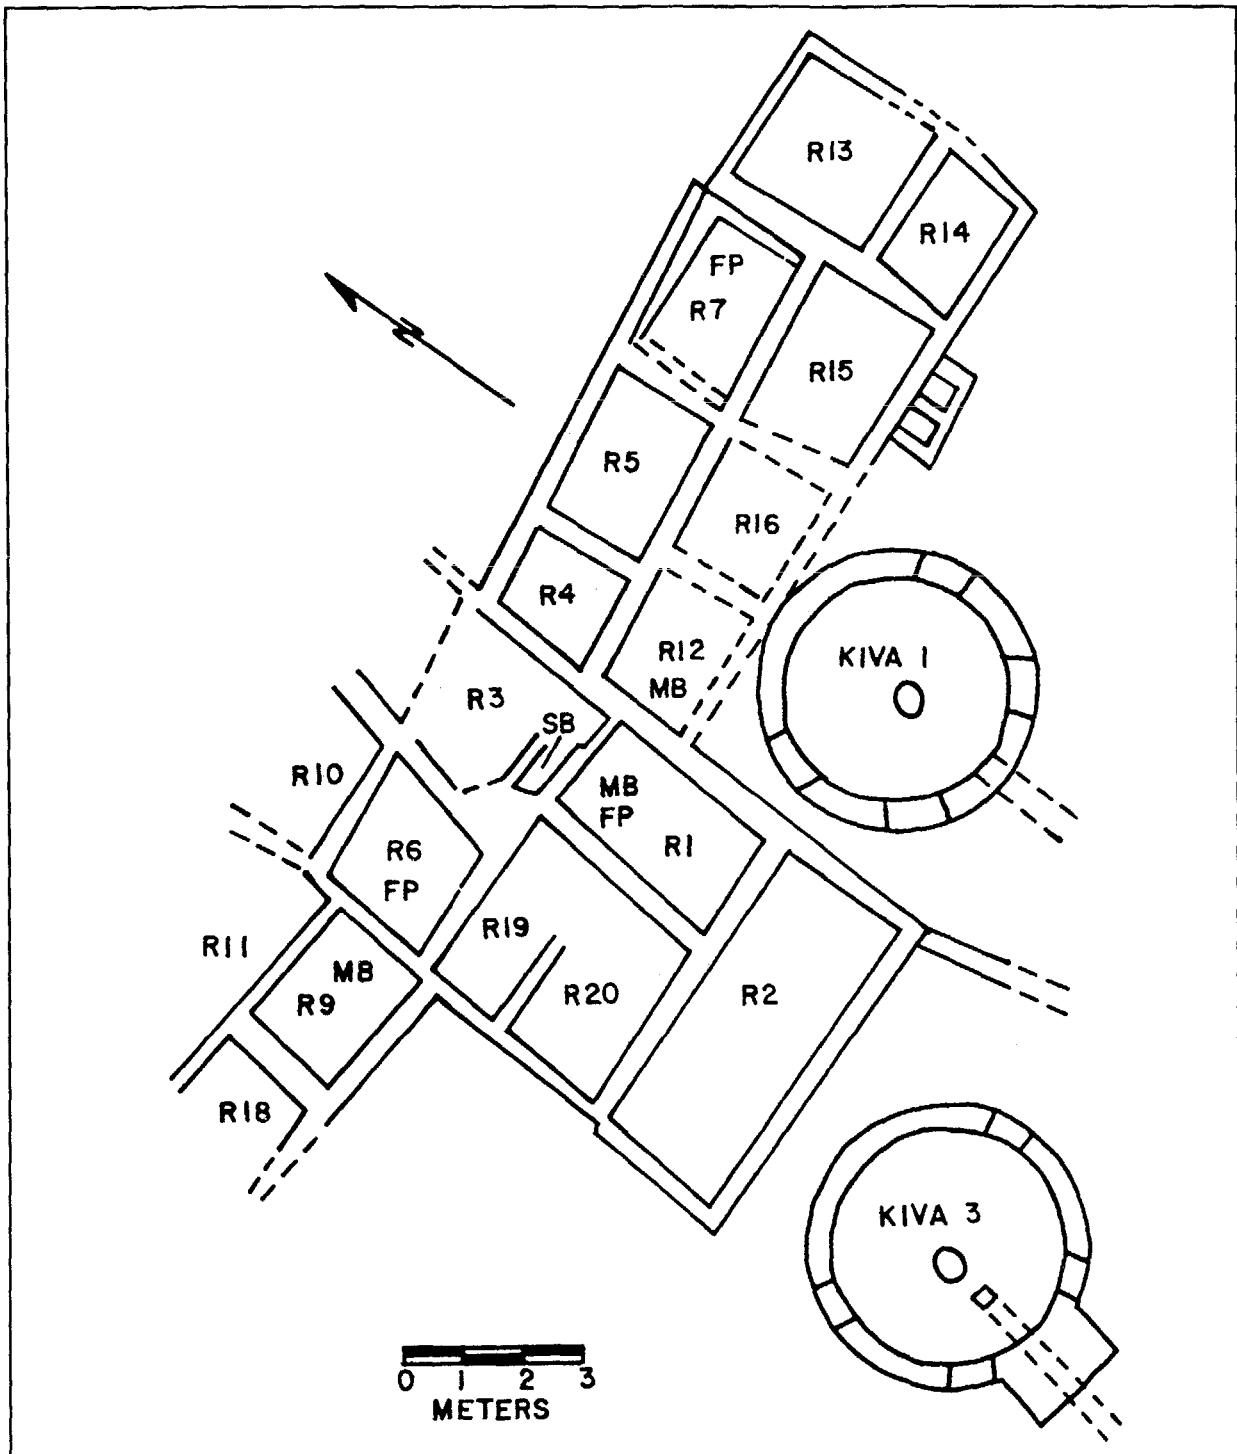 R13
R14
FP
R7
N
R15
R5
R16
R4
R12
MB
KIVA 1
R3
SB
R10
MB
FP
R1
R6
FP
R19
R11
MB
R9
R20
R2
R18
KIVA 3
0 1 2 3
METERS